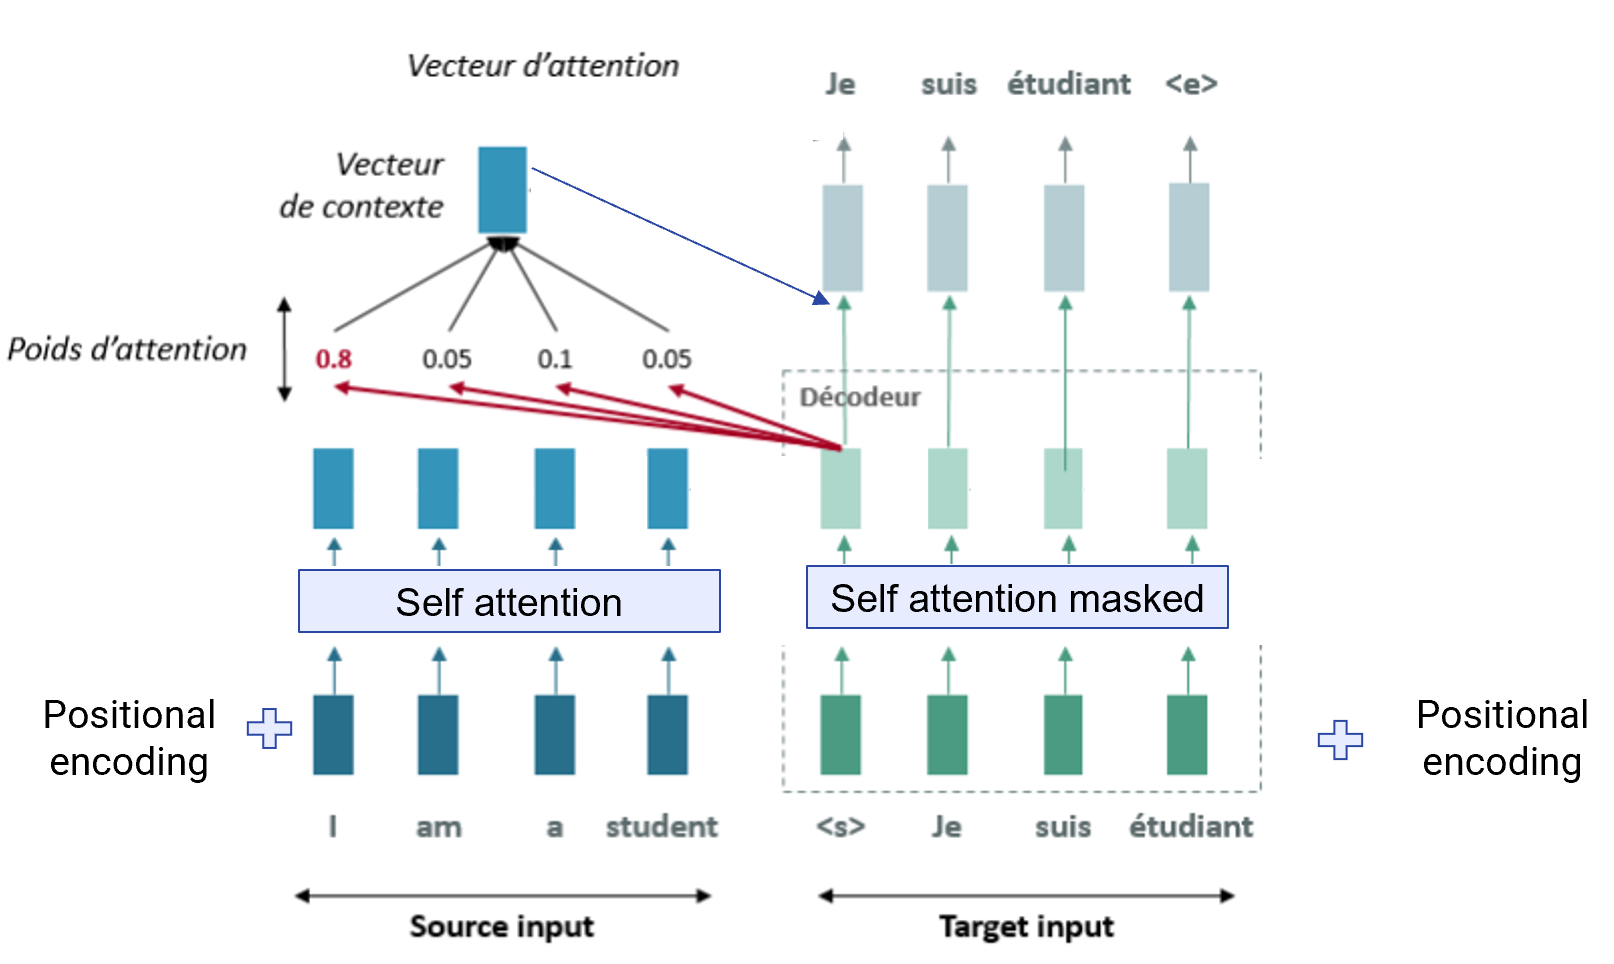 Vecteur d'attention
Je suis étudiant <e>
Vecteur
de contexte
Poids d'attention
0.8 0.05 0.1 0.05
Décodeur
Self attention
Self attention masked
Positional
encoding
Positional
encoding
I am a student
<s> Je suis étudiant
Source input
Target input